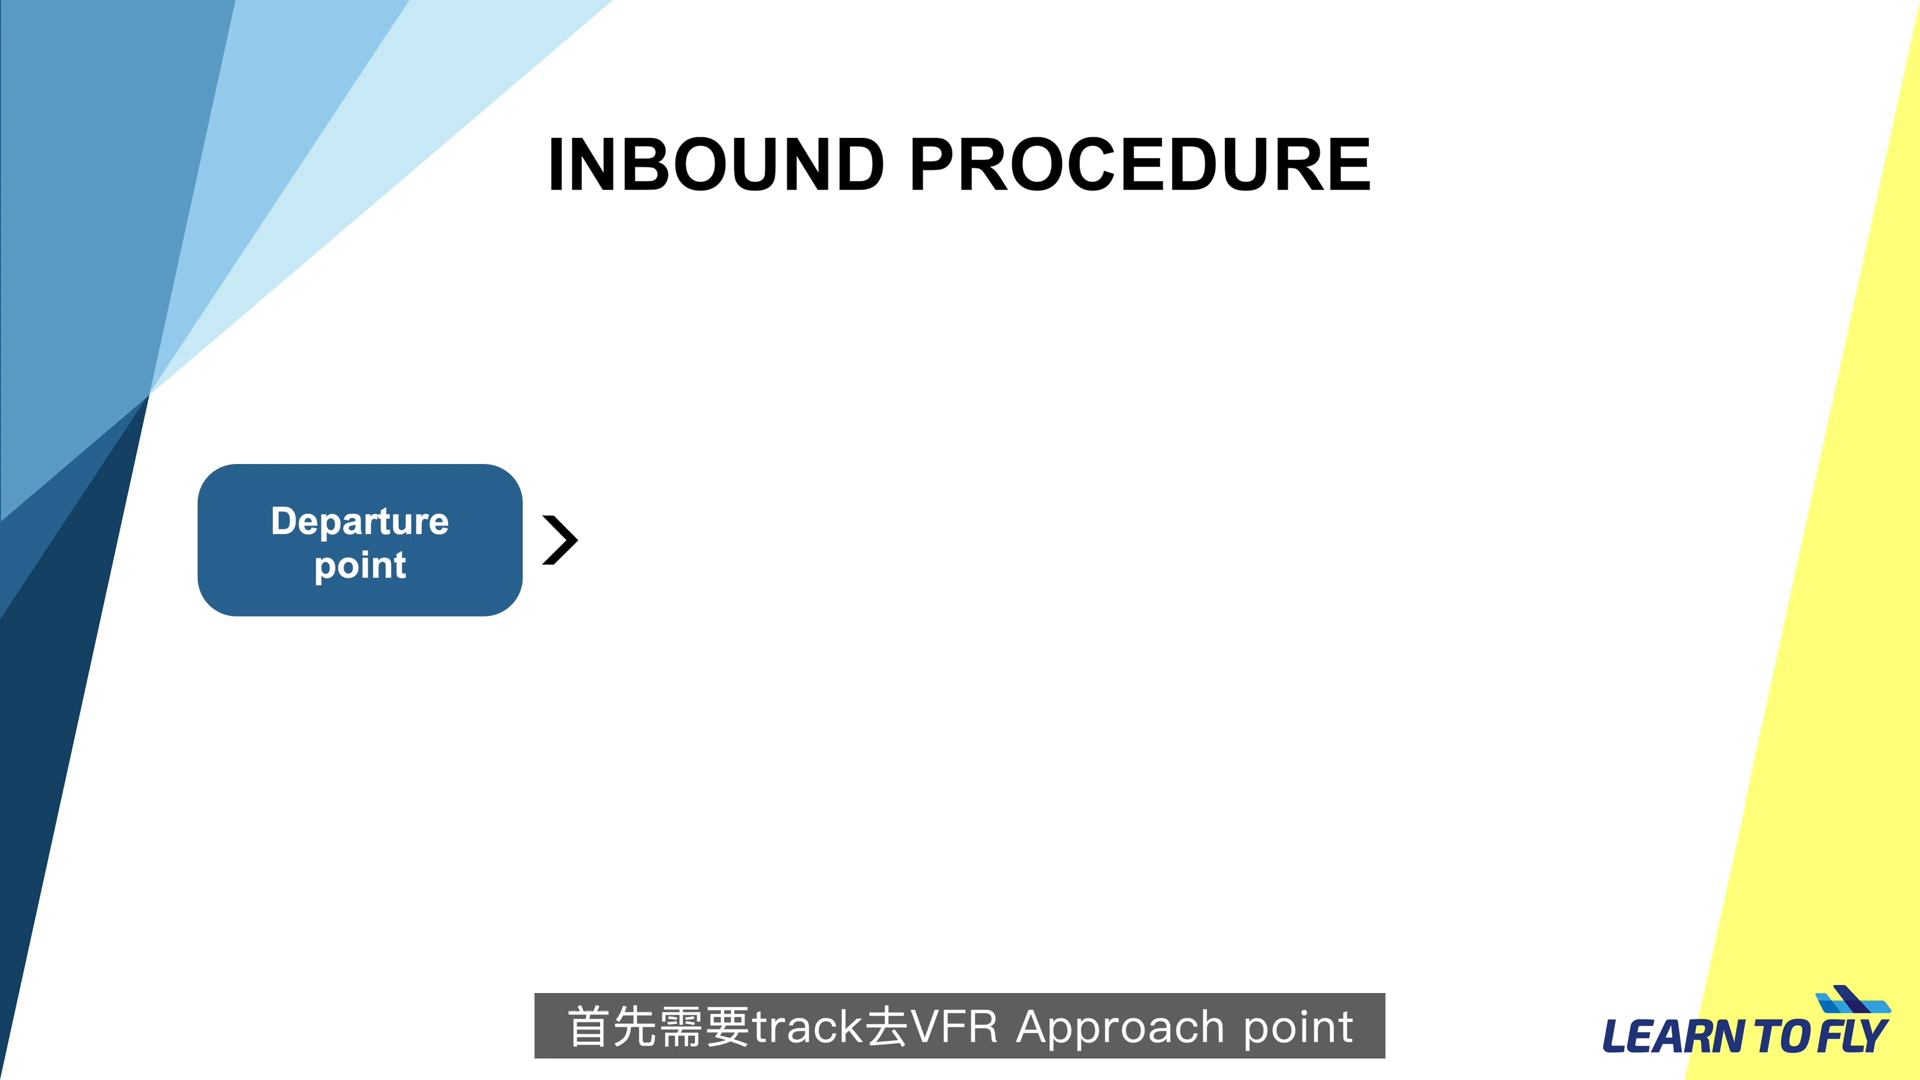 INBOUND PROCEDURE
Departure
point
首先需要track去VFR Approach point
LEARN TO FLY